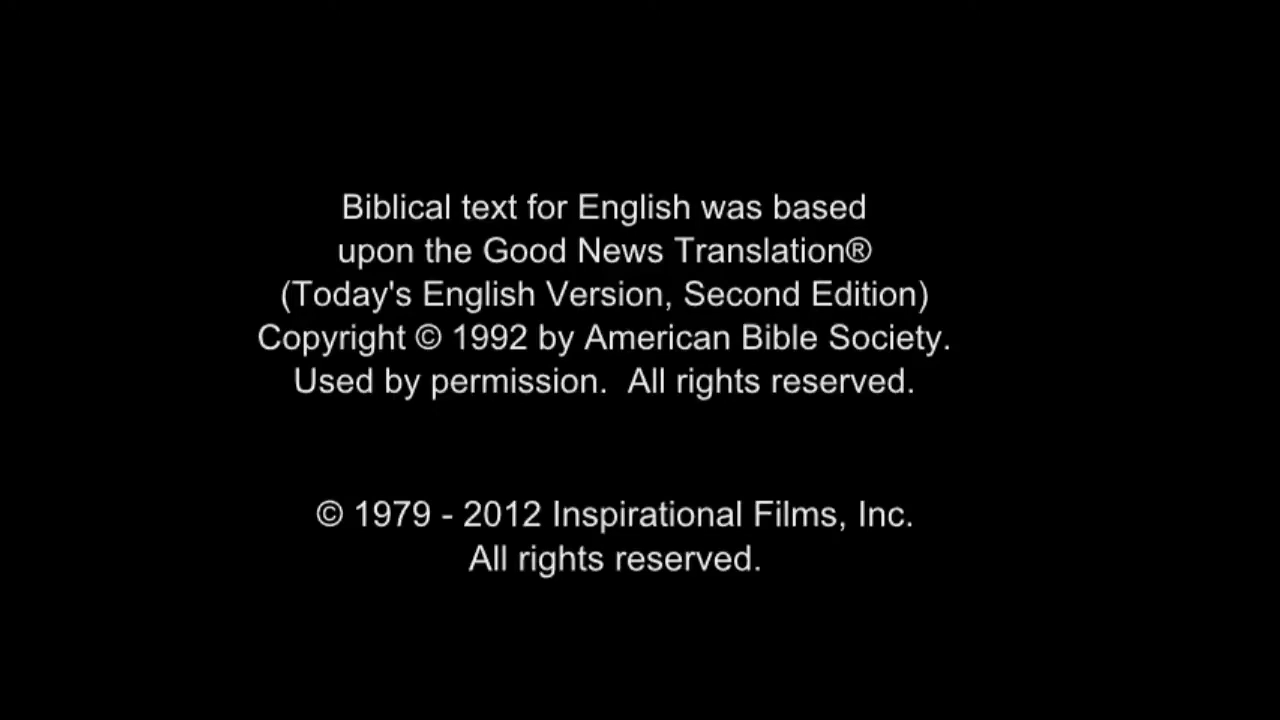 Biblical text for English was based
upon the Good News Translation®
(Today's English Version, Second Edition)
Copyright © 1992 by American Bible Society.
Used by permission.  All rights reserved.
© 1979 - 2012 Inspirational Films, Inc.
All rights reserved.